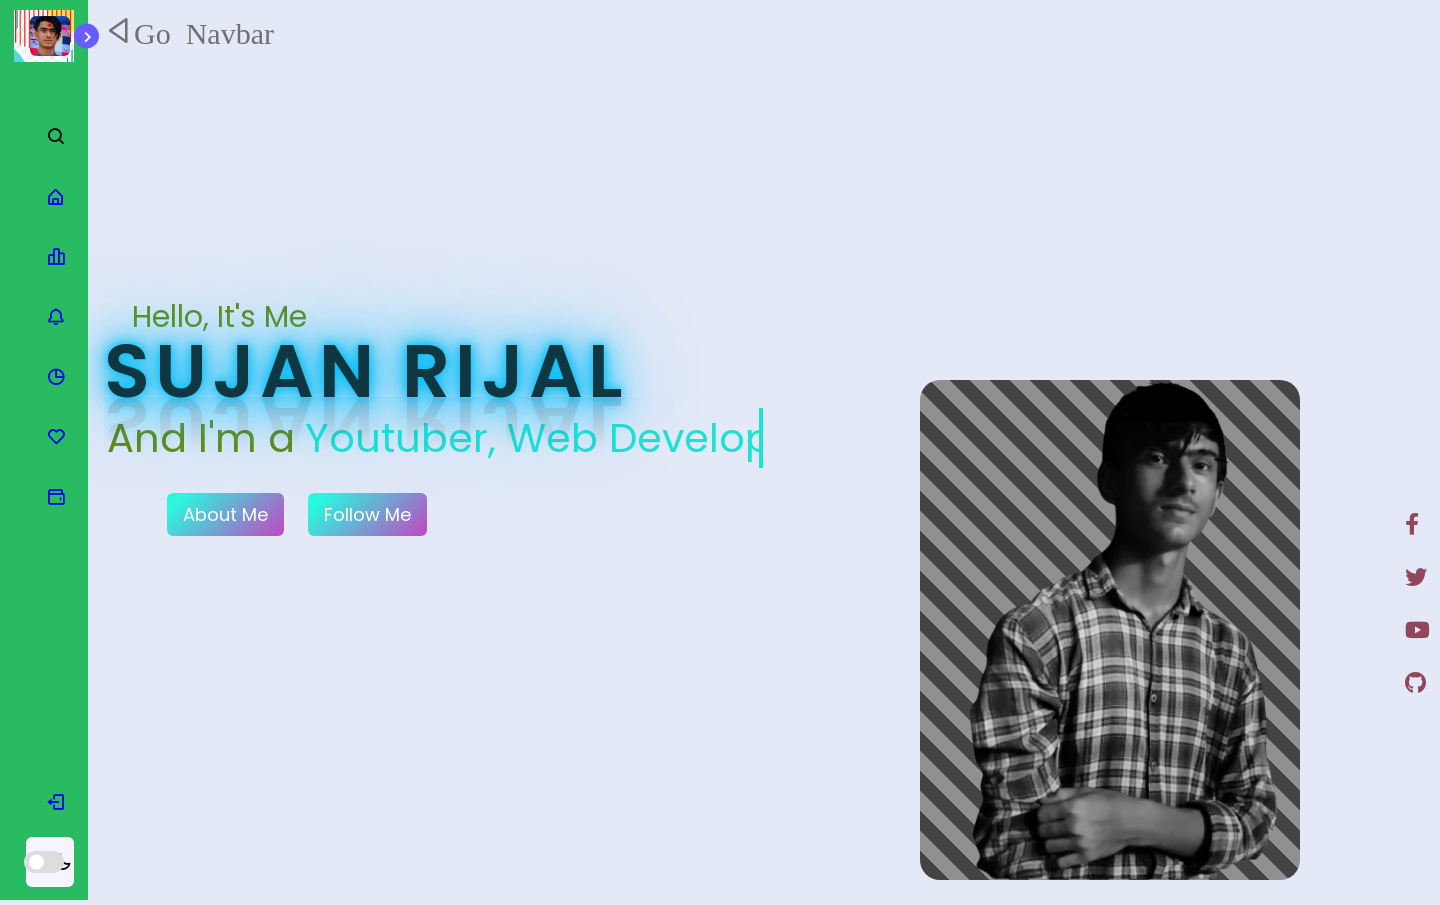 Go Navbar
Hello, It's Me
SUJAN RIJAL
And I'm a Youtuber, Web Develop
About Me
Follow Me